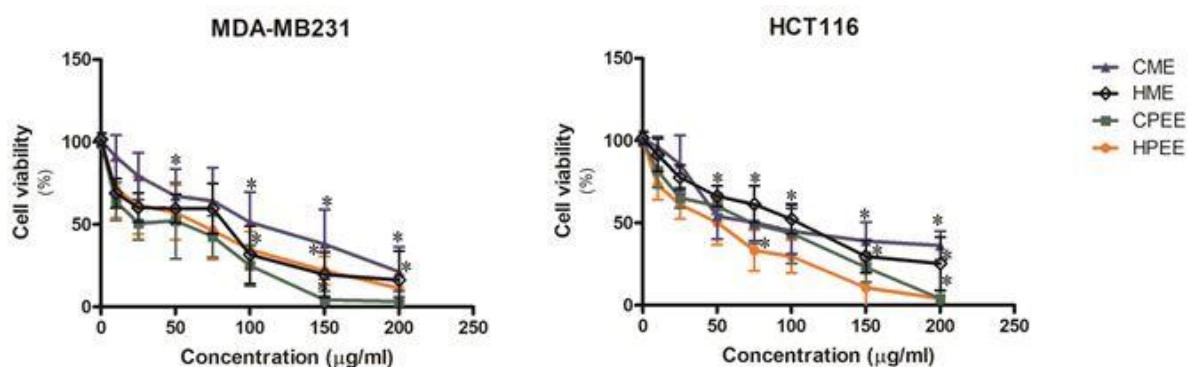 MDA-MB231
150
100
50
0
Cell viability
(%)
0 50 100 150 200 250
Concentration (μg/ml)
* * * * * * * *
HCT116
150
100
50
0
Cell viability
(%)
0 50 100 150 200 250
Concentration (μg/ml)
* * * * * * * * *
CME
HME
CPEE
HPEE